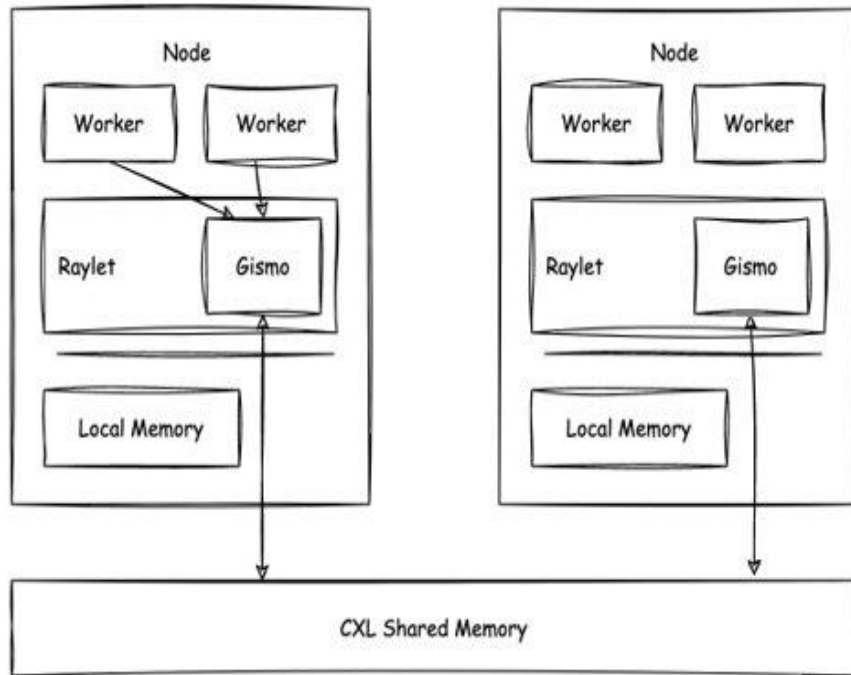 Node
Worker Worker
Raylet Gismo
Local Memory
Node
Worker Worker
Raylet Gismo
Local Memory
CXL Shared Memory